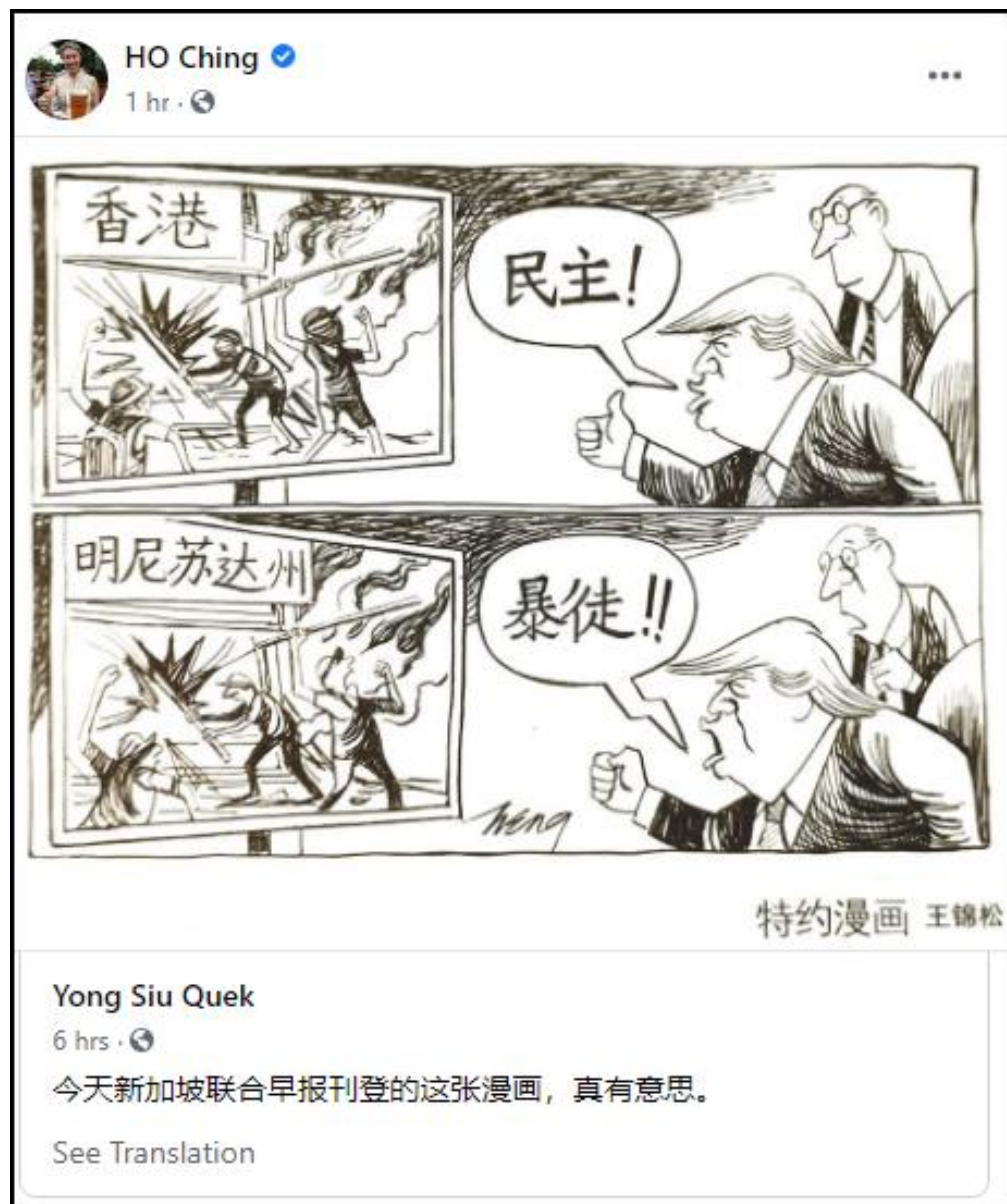 HO Ching
1 hr ·
香港
民主！
明尼苏达州
暴徒!!
heng
特约漫画 王锦松
Yong Siu Quek
6 hrs ·
今天新加坡联合早报刊登的这张漫画，真有意思。
See Translation